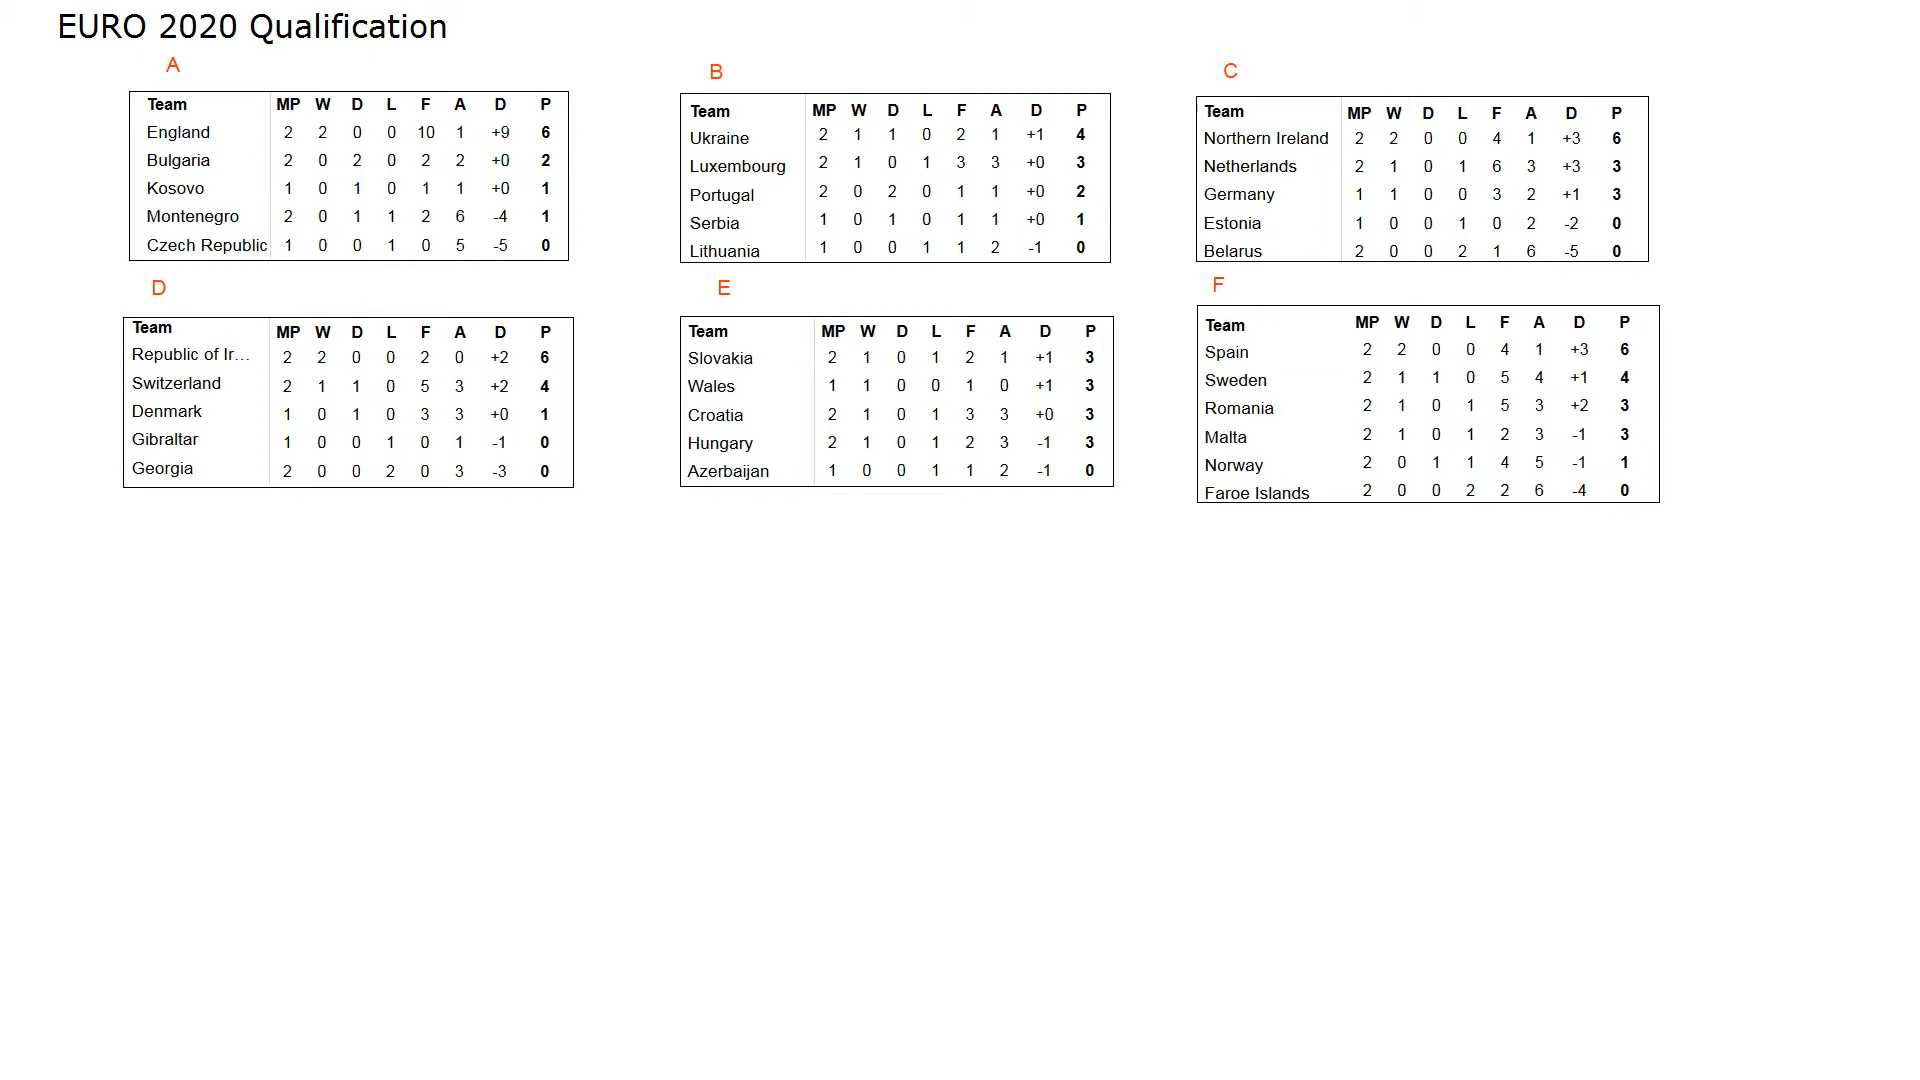 EURO 2020 Qualification
A
Team MP W D L F A D P
England 2 2 0 0 10 1 +9 6
Bulgaria 2 0 2 0 2 2 +0 2
Kosovo 1 0 1 0 1 1 +0 1
Montenegro 2 0 1 1 2 6 -4 1
Czech Republic 1 0 0 1 0 5 -5 0
B
Team MP W D L F A D P
Ukraine 2 1 1 0 2 1 +1 4
Luxembourg 2 1 0 1 3 3 +0 3
Portugal 2 0 2 0 1 1 +0 2
Serbia 1 0 1 0 1 1 +0 1
Lithuania 1 0 0 1 1 2 -1 0
C
Team MP W D L F A D P
Northern Ireland 2 2 0 0 4 1 +3 6
Netherlands 2 1 0 1 6 3 +3 3
Germany 1 1 0 0 3 2 +1 3
Estonia 1 0 0 1 0 2 -2 0
Belarus 2 0 0 2 1 6 -5 0
D
Team MP W D L F A D P
Republic of Ir... 2 2 0 0 2 0 +2 6
Switzerland 2 1 1 0 5 3 +2 4
Denmark 1 0 1 0 3 3 +0 1
Gibraltar 1 0 0 1 0 1 -1 0
Georgia 2 0 0 2 0 3 -3 0
E
Team MP W D L F A D P
Slovakia 2 1 0 1 2 1 +1 3
Wales 1 1 0 0 1 0 +1 3
Croatia 2 1 0 1 3 3 +0 3
Hungary 2 1 0 1 2 3 -1 3
Azerbaijan 1 0 0 1 1 2 -1 0
F
Team MP W D L F A D P
Spain 2 2 0 0 4 1 +3 6
Sweden 2 1 1 0 5 4 +1 4
Romania 2 1 0 1 5 3 +2 3
Malta 2 1 0 1 2 3 -1 3
Norway 2 0 1 1 4 5 -1 1
Faroe Islands 2 0 0 2 2 6 -4 0